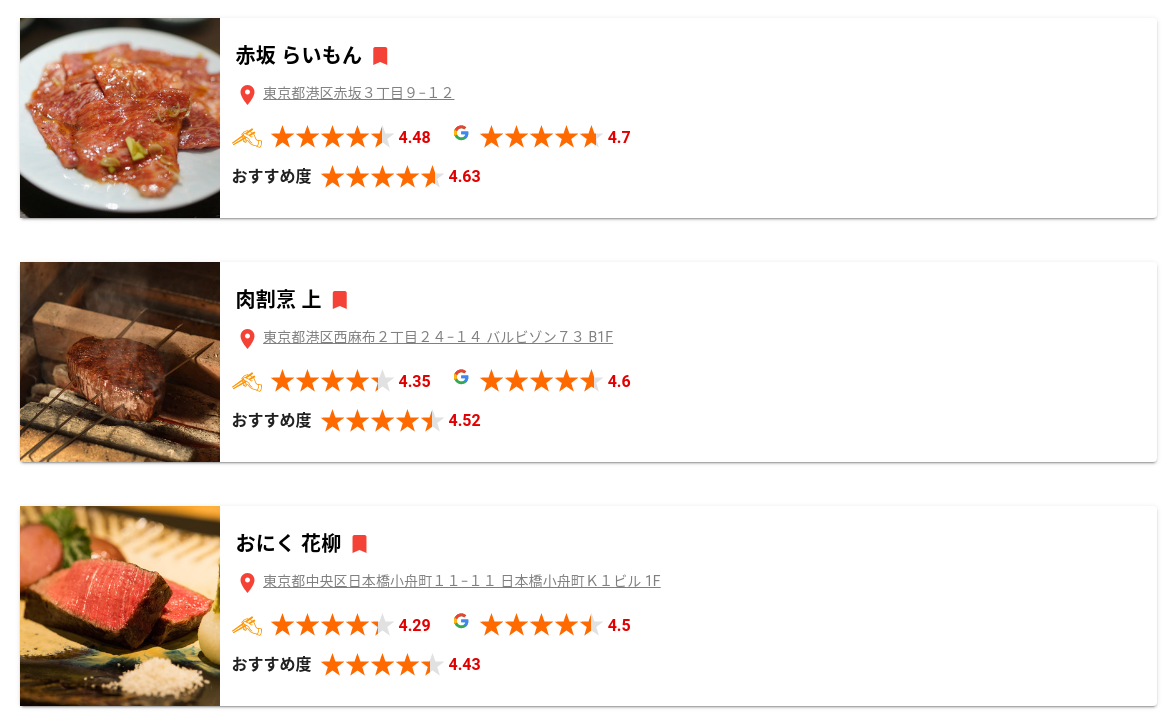 赤坂 らいもん
東京都港区赤坂３丁目９−１２
4.48 4.7
おすすめ度 4.63
肉割烹 上
東京都港区西麻布２丁目２４−１４ バルビゾン７３ B1F
4.35 4.6
おすすめ度 4.52
おにく 花柳
東京都中央区日本橋小舟町１１−１１ 日本橋小舟町Ｋ１ビル 1F
4.29 4.5
おすすめ度 4.43